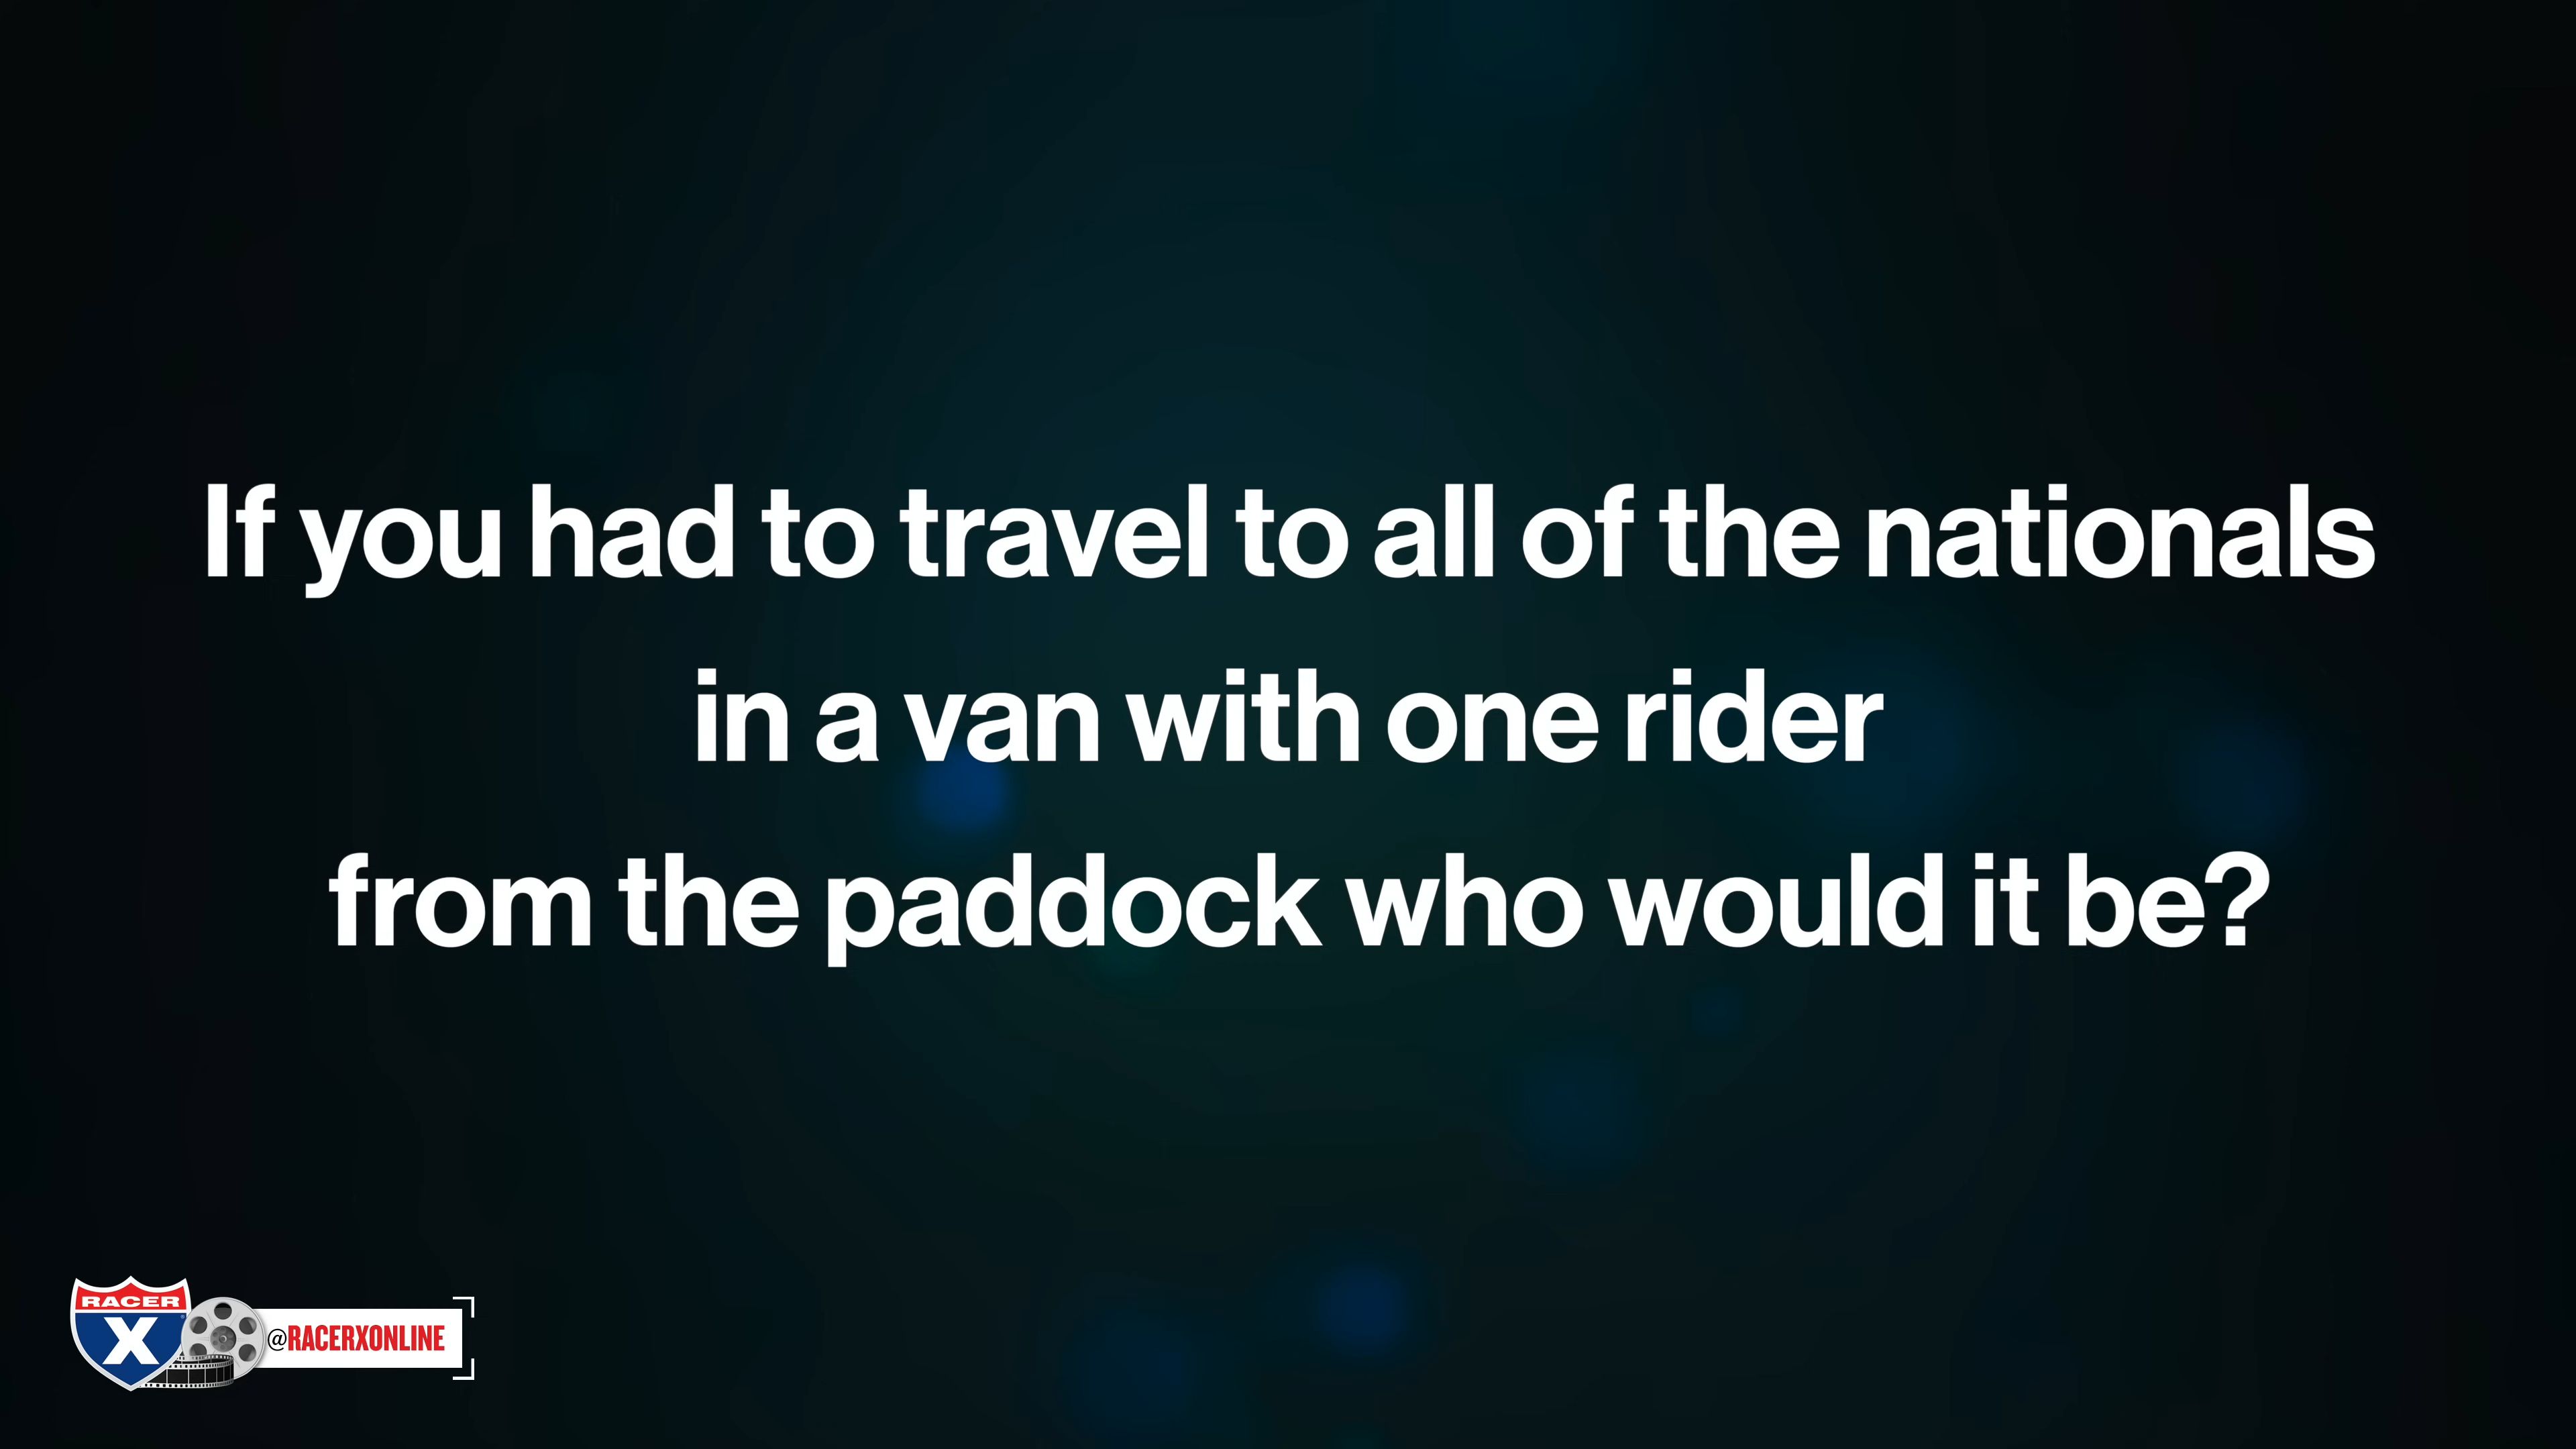 If you had to travel to all of the nationals
in a van with one rider
from the paddock who would it be?
RACER
X
@RACERXONLINE